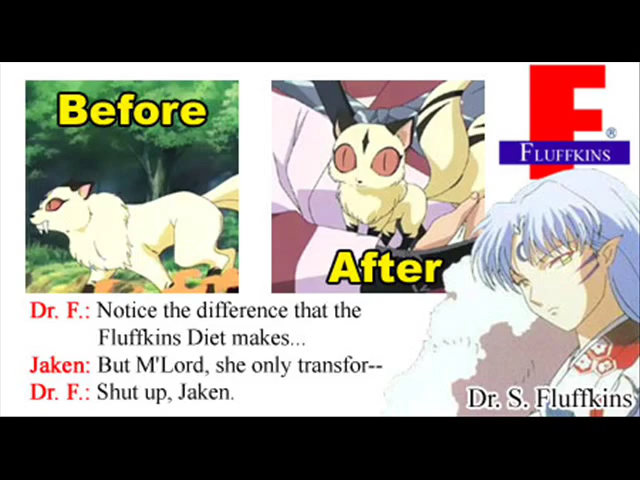 Before
After
F
®
FLUFFKINS
Dr. F.: Notice the difference that the
Fluffkins Diet makes...
Jaken: But M'Lord, she only transfor--
Dr. F.: Shut up, Jaken.
Dr. S. Fluffkins